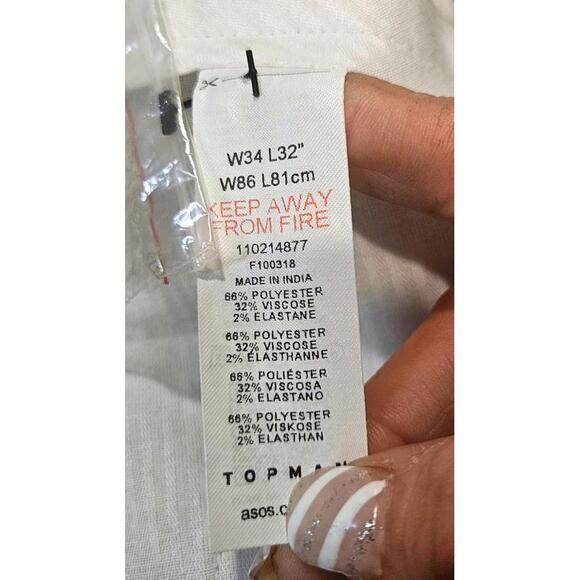 W34 L32"
W86 L81cm
KEEP AWAY
FROM FIRE
110214877
F100318
MADE IN INDIA
66% POLYESTER
32% VISCOSE
2% ELASTANE
66% POLYESTER
32% VISCOSE
2% ÉLASTHANNE
66% POLIÉSTER
32% VISCOSA
2% ELASTANO
66% POLYESTER
32% VISKOSE
2% ELASTHAN
TOPMAN